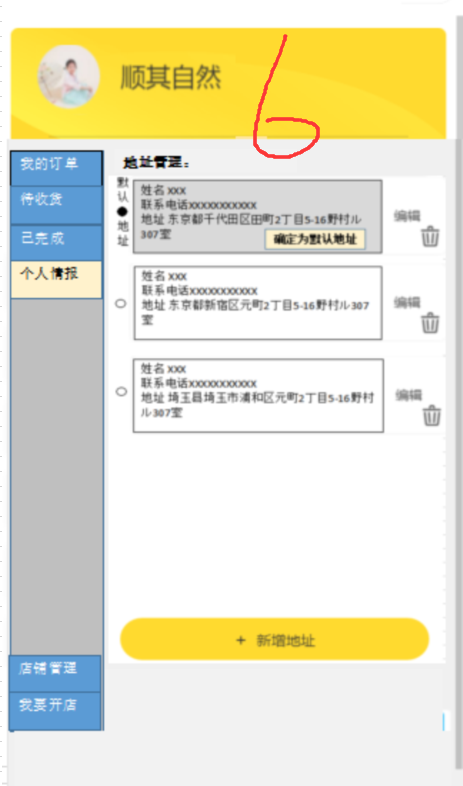 顺其自然
6
我的订单
待收货
已完成
个人情报
店铺管理
我要开店
地址管理：
默认
地址
姓名 xxx
联系电话xxxxxxxxxxx
地址 东京都千代田区田町2丁目5-16野村ル
307室
确定为默认地址
编辑
姓名 xxx
联系电话xxxxxxxxxxx
地址 东京都新宿区元町2丁目5-16野村ル307
室
编辑
姓名 xxx
联系电话xxxxxxxxxxx
地址 埼玉昌埼玉市浦和区元町2丁目5-16野村
ル307室
编辑
+ 新增地址